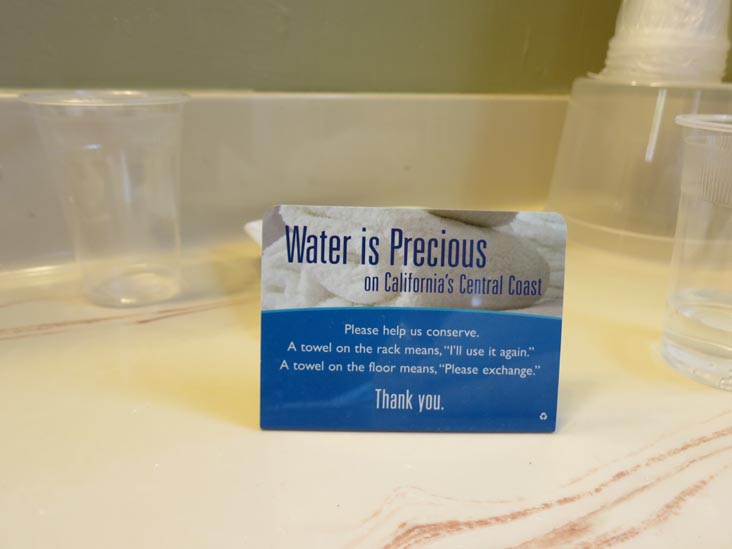 Water is Precious
on California's Central Coast
Please help us conserve.
A towel on the rack means, “I'll use it again.”
A towel on the floor means, “Please exchange.”
Thank you.